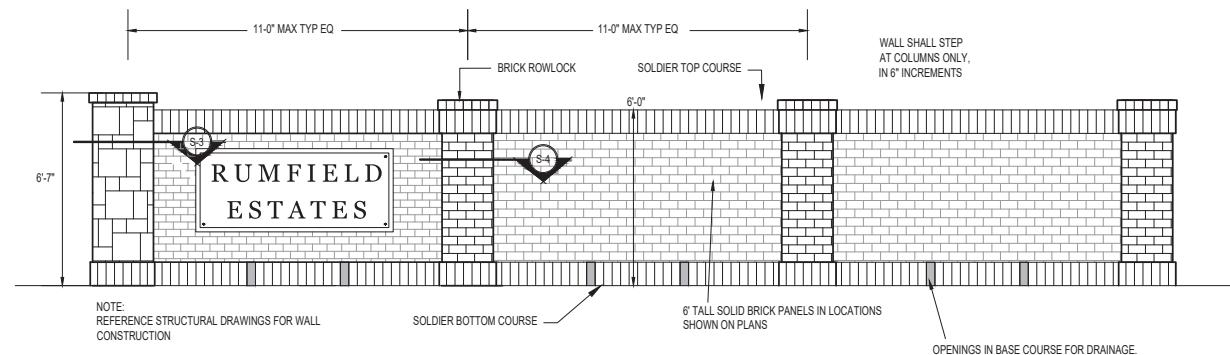 11-0" MAX TYP EQ
11-0" MAX TYP EQ
WALL SHALL STEP
AT COLUMNS ONLY,
IN 6" INCREMENTS
BRICK ROWLOCK
SOLDIER TOP COURSE
6'-0"
S-3
S-4
6'-7"
RUMFIELD
ESTATES
NOTE:
REFERENCE STRUCTURAL DRAWINGS FOR WALL
CONSTRUCTION
SOLDIER BOTTOM COURSE
6' TALL SOLID BRICK PANELS IN LOCATIONS
SHOWN ON PLANS
OPENINGS IN BASE COURSE FOR DRAINAGE.